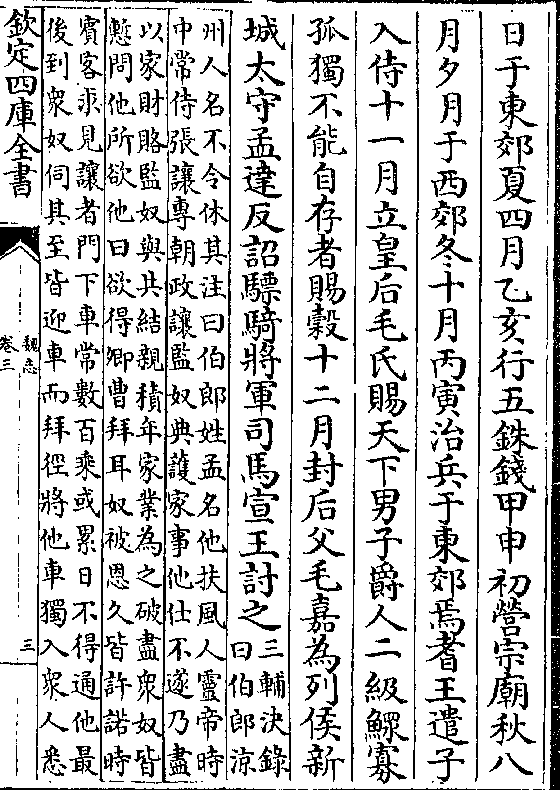 日于東郊夏四月乙亥行五銖錢甲申初營宗廟秋八
月夕月于西郊冬十月丙寅治兵于東郊焉耆王遣子
入侍十一月立皇后毛氏賜天下男子爵人二級鰥寡
孤獨不能自存者賜穀十二月封后父毛嘉為列侯新
城太守孟達反詔驃騎將軍司馬宣王討之
三輔決錄
曰伯郎涼
州人名不令休其注曰伯郎姓孟名他扶風人靈帝時
中常侍張讓專朝政讓監奴典護家事他仕不遂乃盡
以家財賂監奴與共結親積年家業為之破盡衆奴皆
慙問他所欲他曰欲得卿曹拜耳奴被恩久皆許諾時
賓客求見讓者門下車常數百乘或累日不得通他最
後到衆奴伺其至皆迎車而拜徑將他車獨入衆人悉
欽定四庫全書
魏志
卷三
三